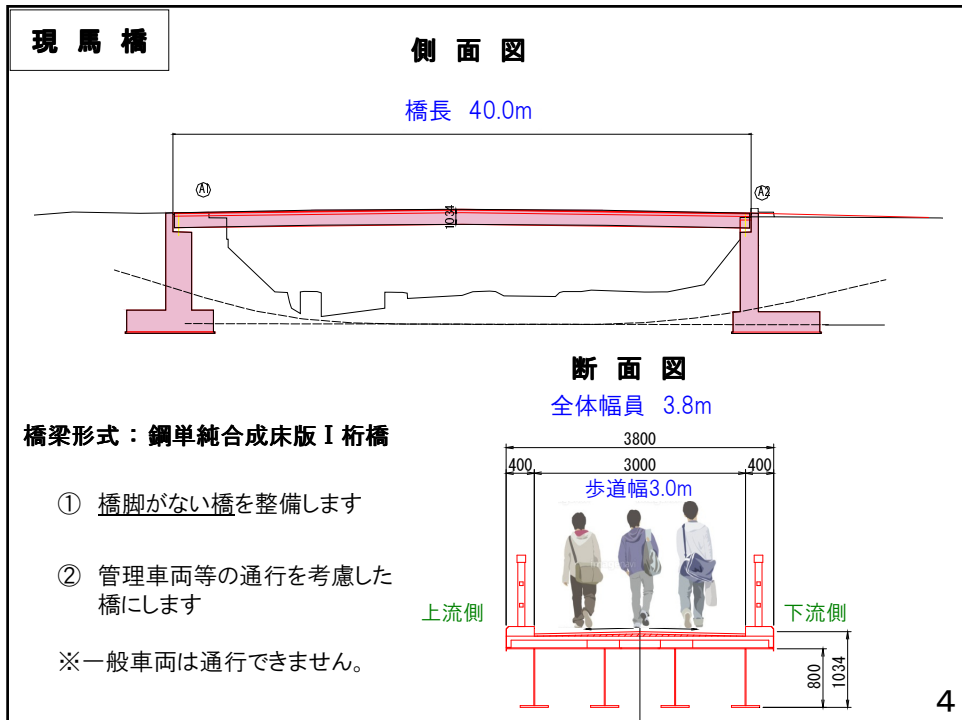 現 馬 橋
側 面 図
橋長 40.0m
A1
A2
1034
断 面 図
全体幅員 3.8m
橋梁形式：鋼単純合成床版Ｉ桁橋
3800
400
3000
400
歩道幅3.0m
① 橋脚がない橋を整備します
② 管理車両等の通行を考慮した
橋にします
上流側
下流側
※一般車両は通行できません。
800
1034
4